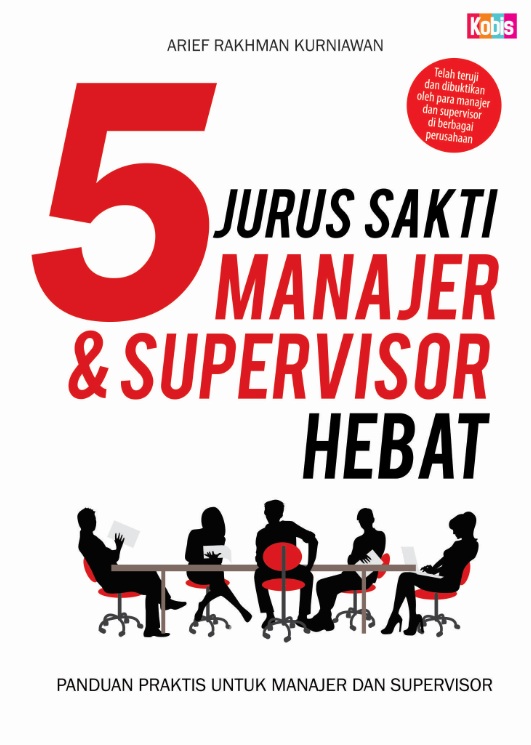 Kobis
ARIEF RAKHMAN KURNIAWAN
Telah teruji
dan dibuktikan
oleh para manajer
dan supervisor
di berbagai
perusahaan
5 JURUS SAKTI
MANAJER
& SUPERVISOR
HEBAT
PANDUAN PRAKTIS UNTUK MANAJER DAN SUPERVISOR